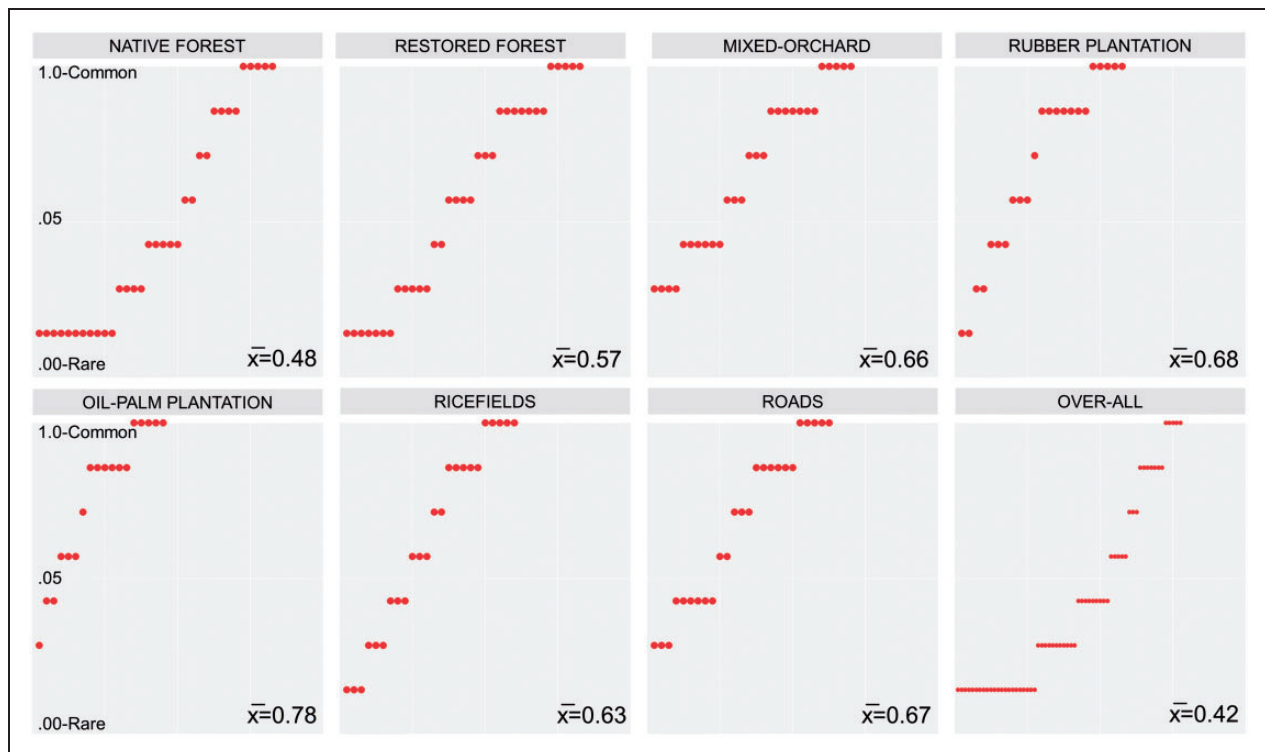 NATIVE FOREST
RESTORED FOREST
MIXED-ORCHARD
RUBBER PLANTATION
1.0-Common
.05
.00-Rare
x̅=0.48
x̅=0.57
x̅=0.66
x̅=0.68
OIL-PALM PLANTATION
RICEFIELDS
ROADS
OVER-ALL
1.0-Common
.05
.00-Rare
x̅=0.78
x̅=0.63
x̅=0.67
x̅=0.42